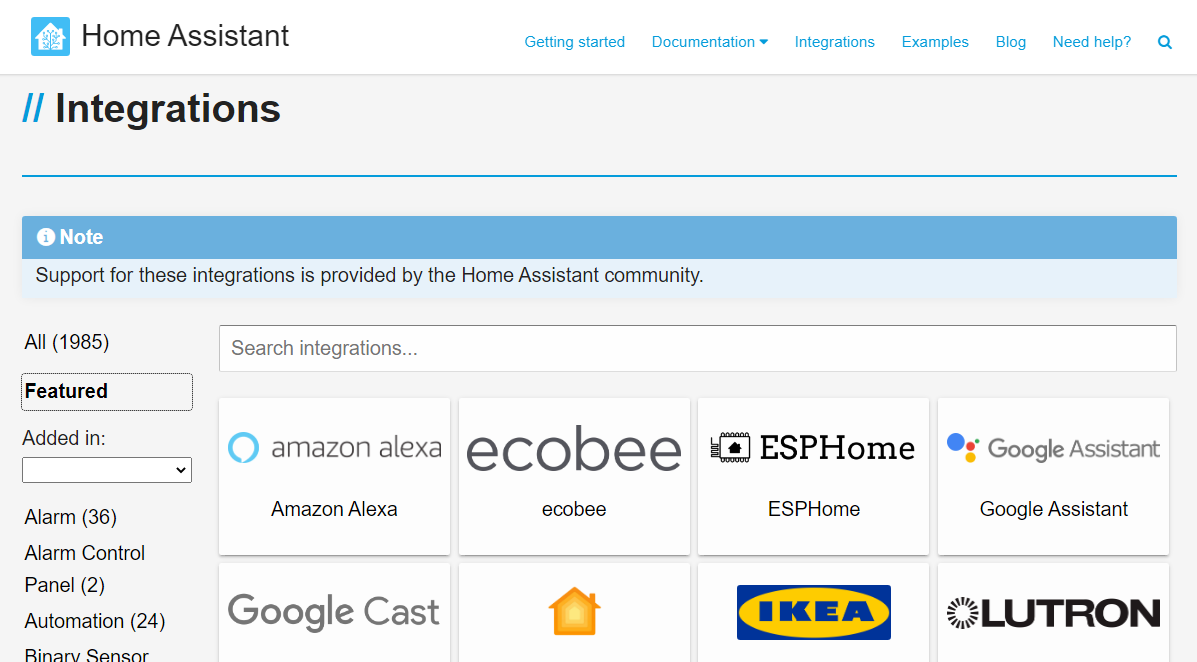 Home Assistant
Getting started Documentation Integrations Examples Blog Need help?
// Integrations
Note
Support for these integrations is provided by the Home Assistant community.
All (1985)
Featured
Added in:
Alarm (36)
Alarm Control
Panel (2)
Automation (24)
Binary Sensor
Search integrations...
amazon alexa
Amazon Alexa
ecobee
ecobee
ESPHome
ESPHome
Google Assistant
Google Assistant
Google Cast
IKEA
LUTRON